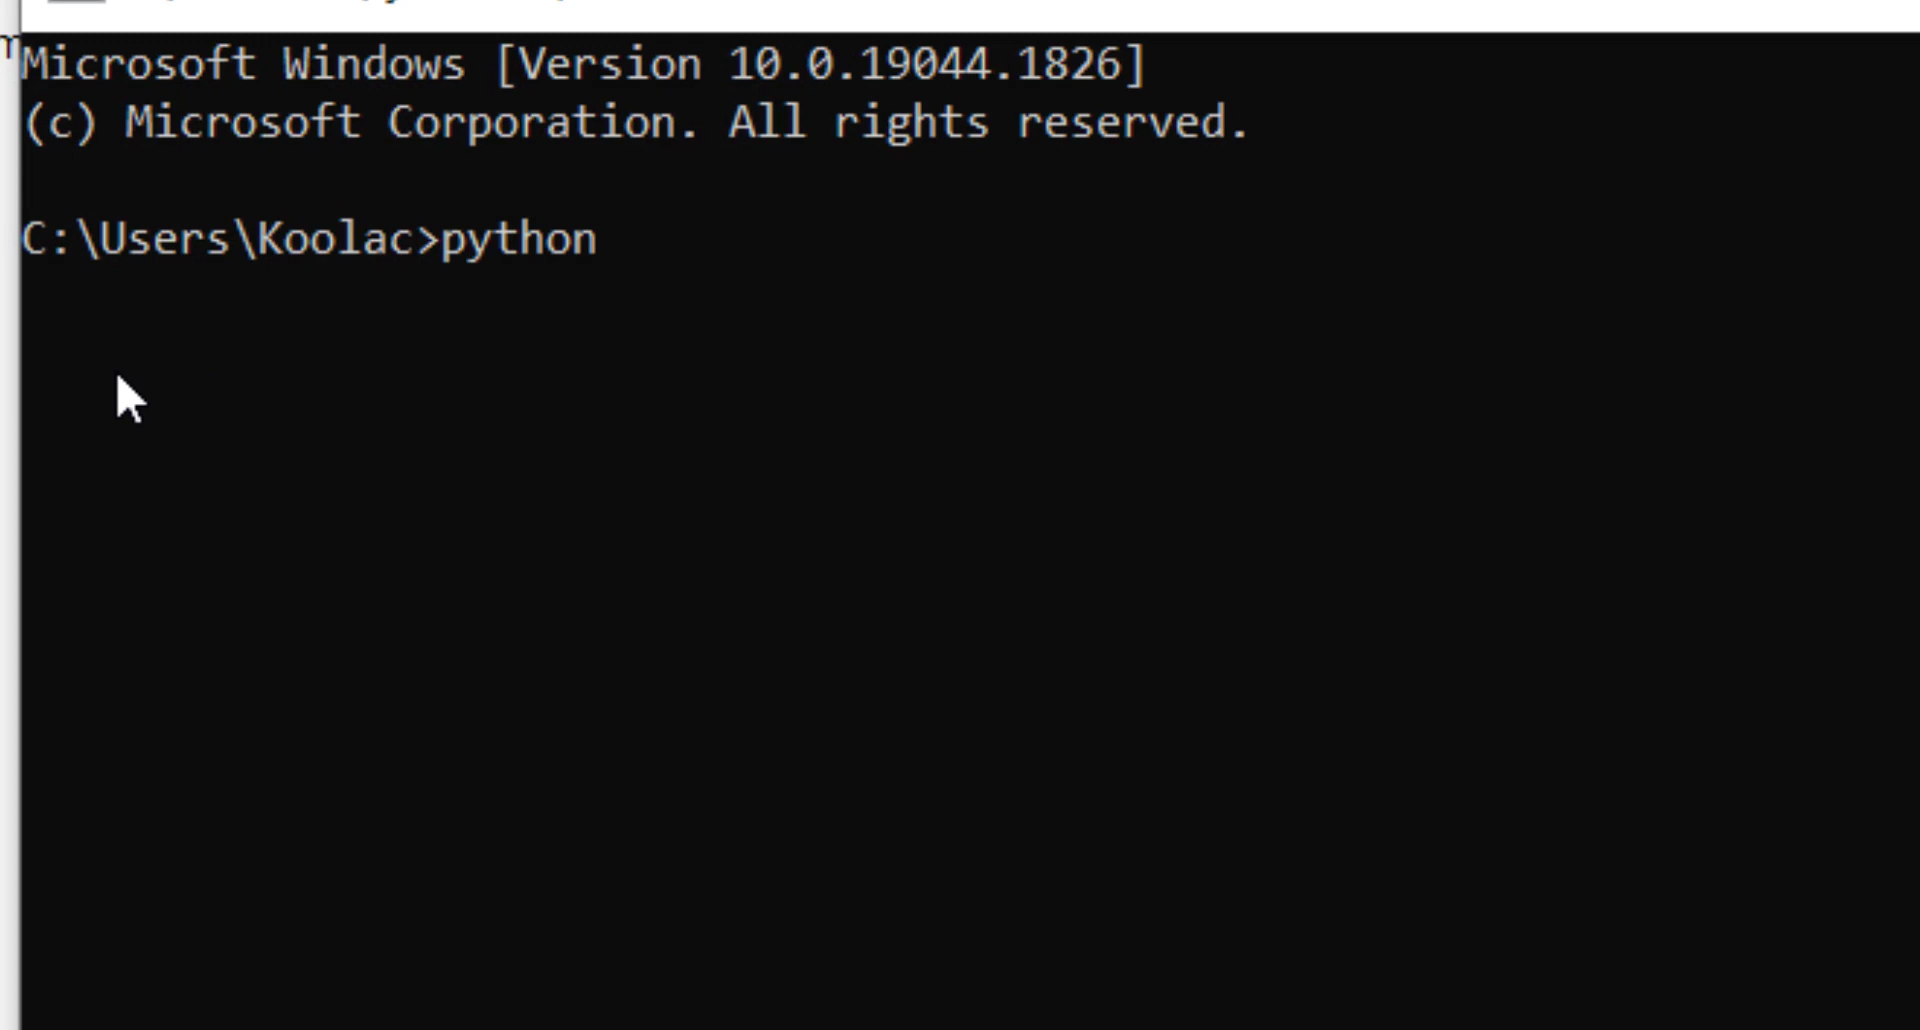 Microsoft Windows [Version 10.0.19044.1826]
(c) Microsoft Corporation. All rights reserved.
C:\Users\Koolac>python